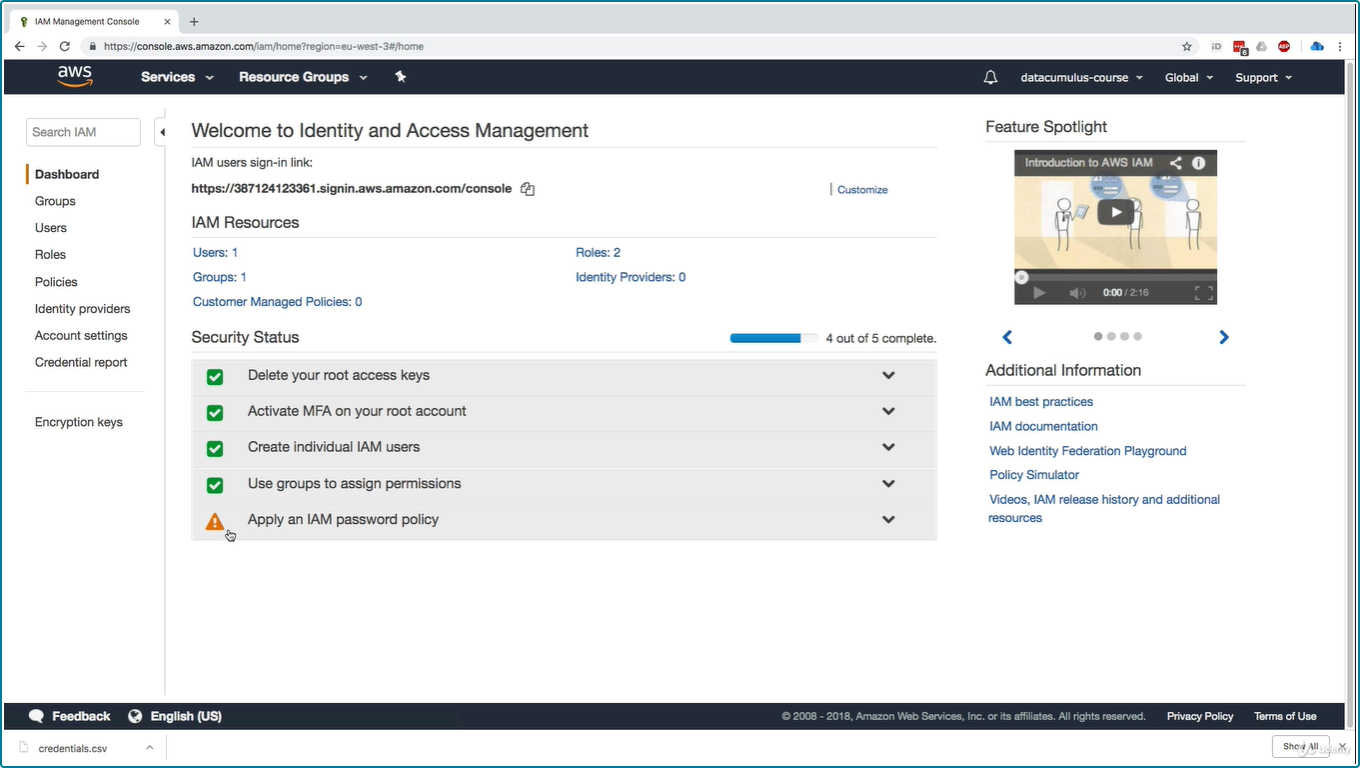 IAM Management Console
https://console.aws.amazon.com/iam/home?region=eu-west-3#/home
iD
6
ABP
aws
Services
Resource Groups
datacumulus-course
Global
Support
Search IAM
Dashboard
Groups
Users
Roles
Policies
Identity providers
Account settings
Credential report
Encryption keys
Welcome to Identity and Access Management
IAM users sign-in link:
https://387124123361.signin.aws.amazon.com/console
Customize
IAM Resources
Users: 1
Roles: 2
Groups: 1
Identity Providers: 0
Customer Managed Policies: 0
Security Status
4 out of 5 complete.
Delete your root access keys
Activate MFA on your root account
Create individual IAM users
Use groups to assign permissions
Apply an IAM password policy
Feature Spotlight
Introduction to AWS IAM
0:00 / 2:16
Additional Information
IAM best practices
IAM documentation
Web Identity Federation Playground
Policy Simulator
Videos, IAM release history and additional
resources
Feedback
English (US)
© 2008 - 2018, Amazon Web Services, Inc. or its affiliates. All rights reserved.
Privacy Policy
Terms of Use
credentials.csv
Show All